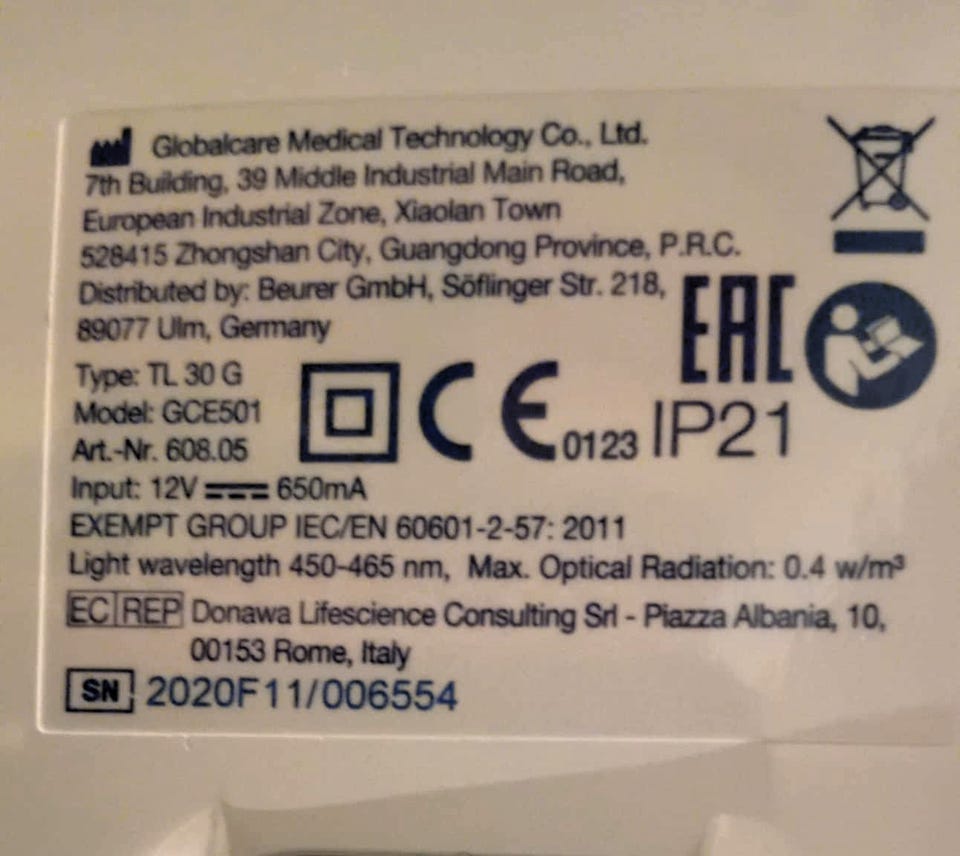 Globalcare Medical Technology Co., Ltd.
7th Building, 39 Middle Industrial Main Road,
European Industrial Zone, Xiaolan Town
528415 Zhongshan City, Guangdong Province, P.R.C.
Distributed by: Beurer GmbH, Söflinger Str. 218,
89077 Ulm, Germany
EAC
Type: TL 30 G
Model: GCE501
Art.-Nr. 608.05
CE 0123 IP21
Input: 12V ⎓ 650mA
EXEMPT GROUP IEC/EN 60601-2-57: 2011
Light wavelength 450-465 nm, Max. Optical Radiation: 0.4 w/m³
EC REP Donawa Lifescience Consulting Srl - Piazza Albania, 10,
00153 Rome, Italy
SN 2020F11/006554